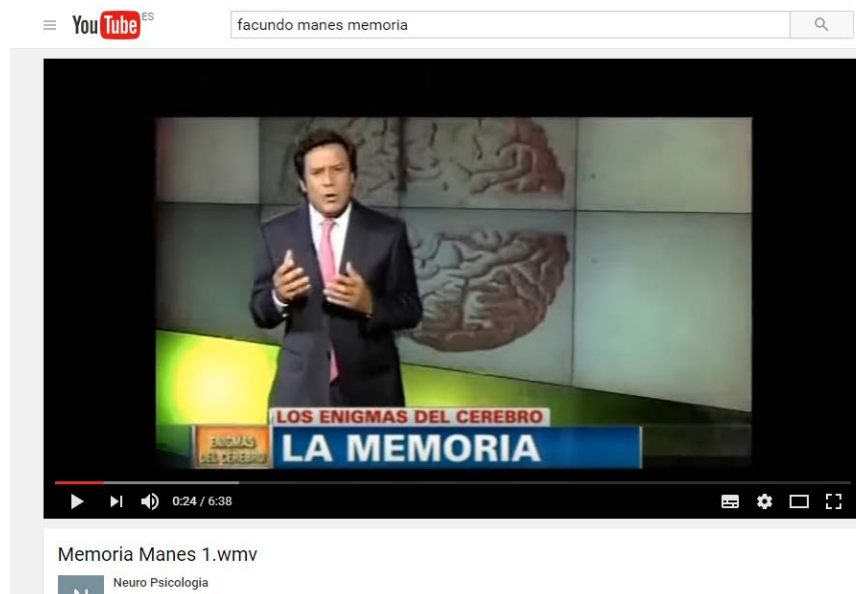 YouTube ES
facundo manes memoria
LOS ENIGMAS DEL CEREBRO
ENIGMAS
DEL CEREBRO
LA MEMORIA
0:24 / 6:38
Memoria Manes 1.wmv
N
Neuro Psicologia